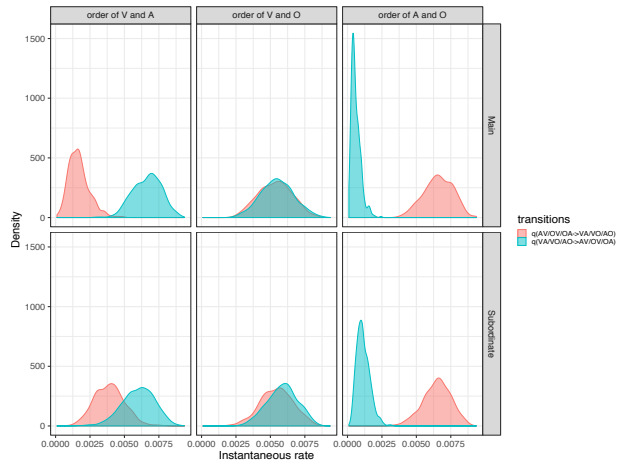 order of V and A
order of V and O
order of A and O
1500
1000
500
0
Main
Density
1500
1000
500
0
Subordinate
0.0000
0.0025
0.0050
0.0075
0.0000
0.0025
0.0050
0.0075
0.0000
0.0025
0.0050
0.0075
Instantaneous rate
transitions
q(AV/OV/OA->VA/VO/AO)
q(VA/VO/AO->AV/OV/OA)